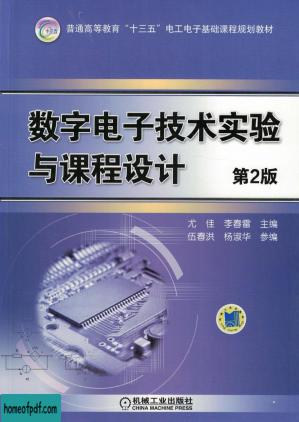 普通高等教育“十三五”电工电子基础课程规划教材
数字电子技术实验
与课程设计
第2版
尤 佳 李春雷 主编
伍春洪 杨淑华 参编
机械工业出版社
CHINA MACHINE PRESS
homeofpdf.com